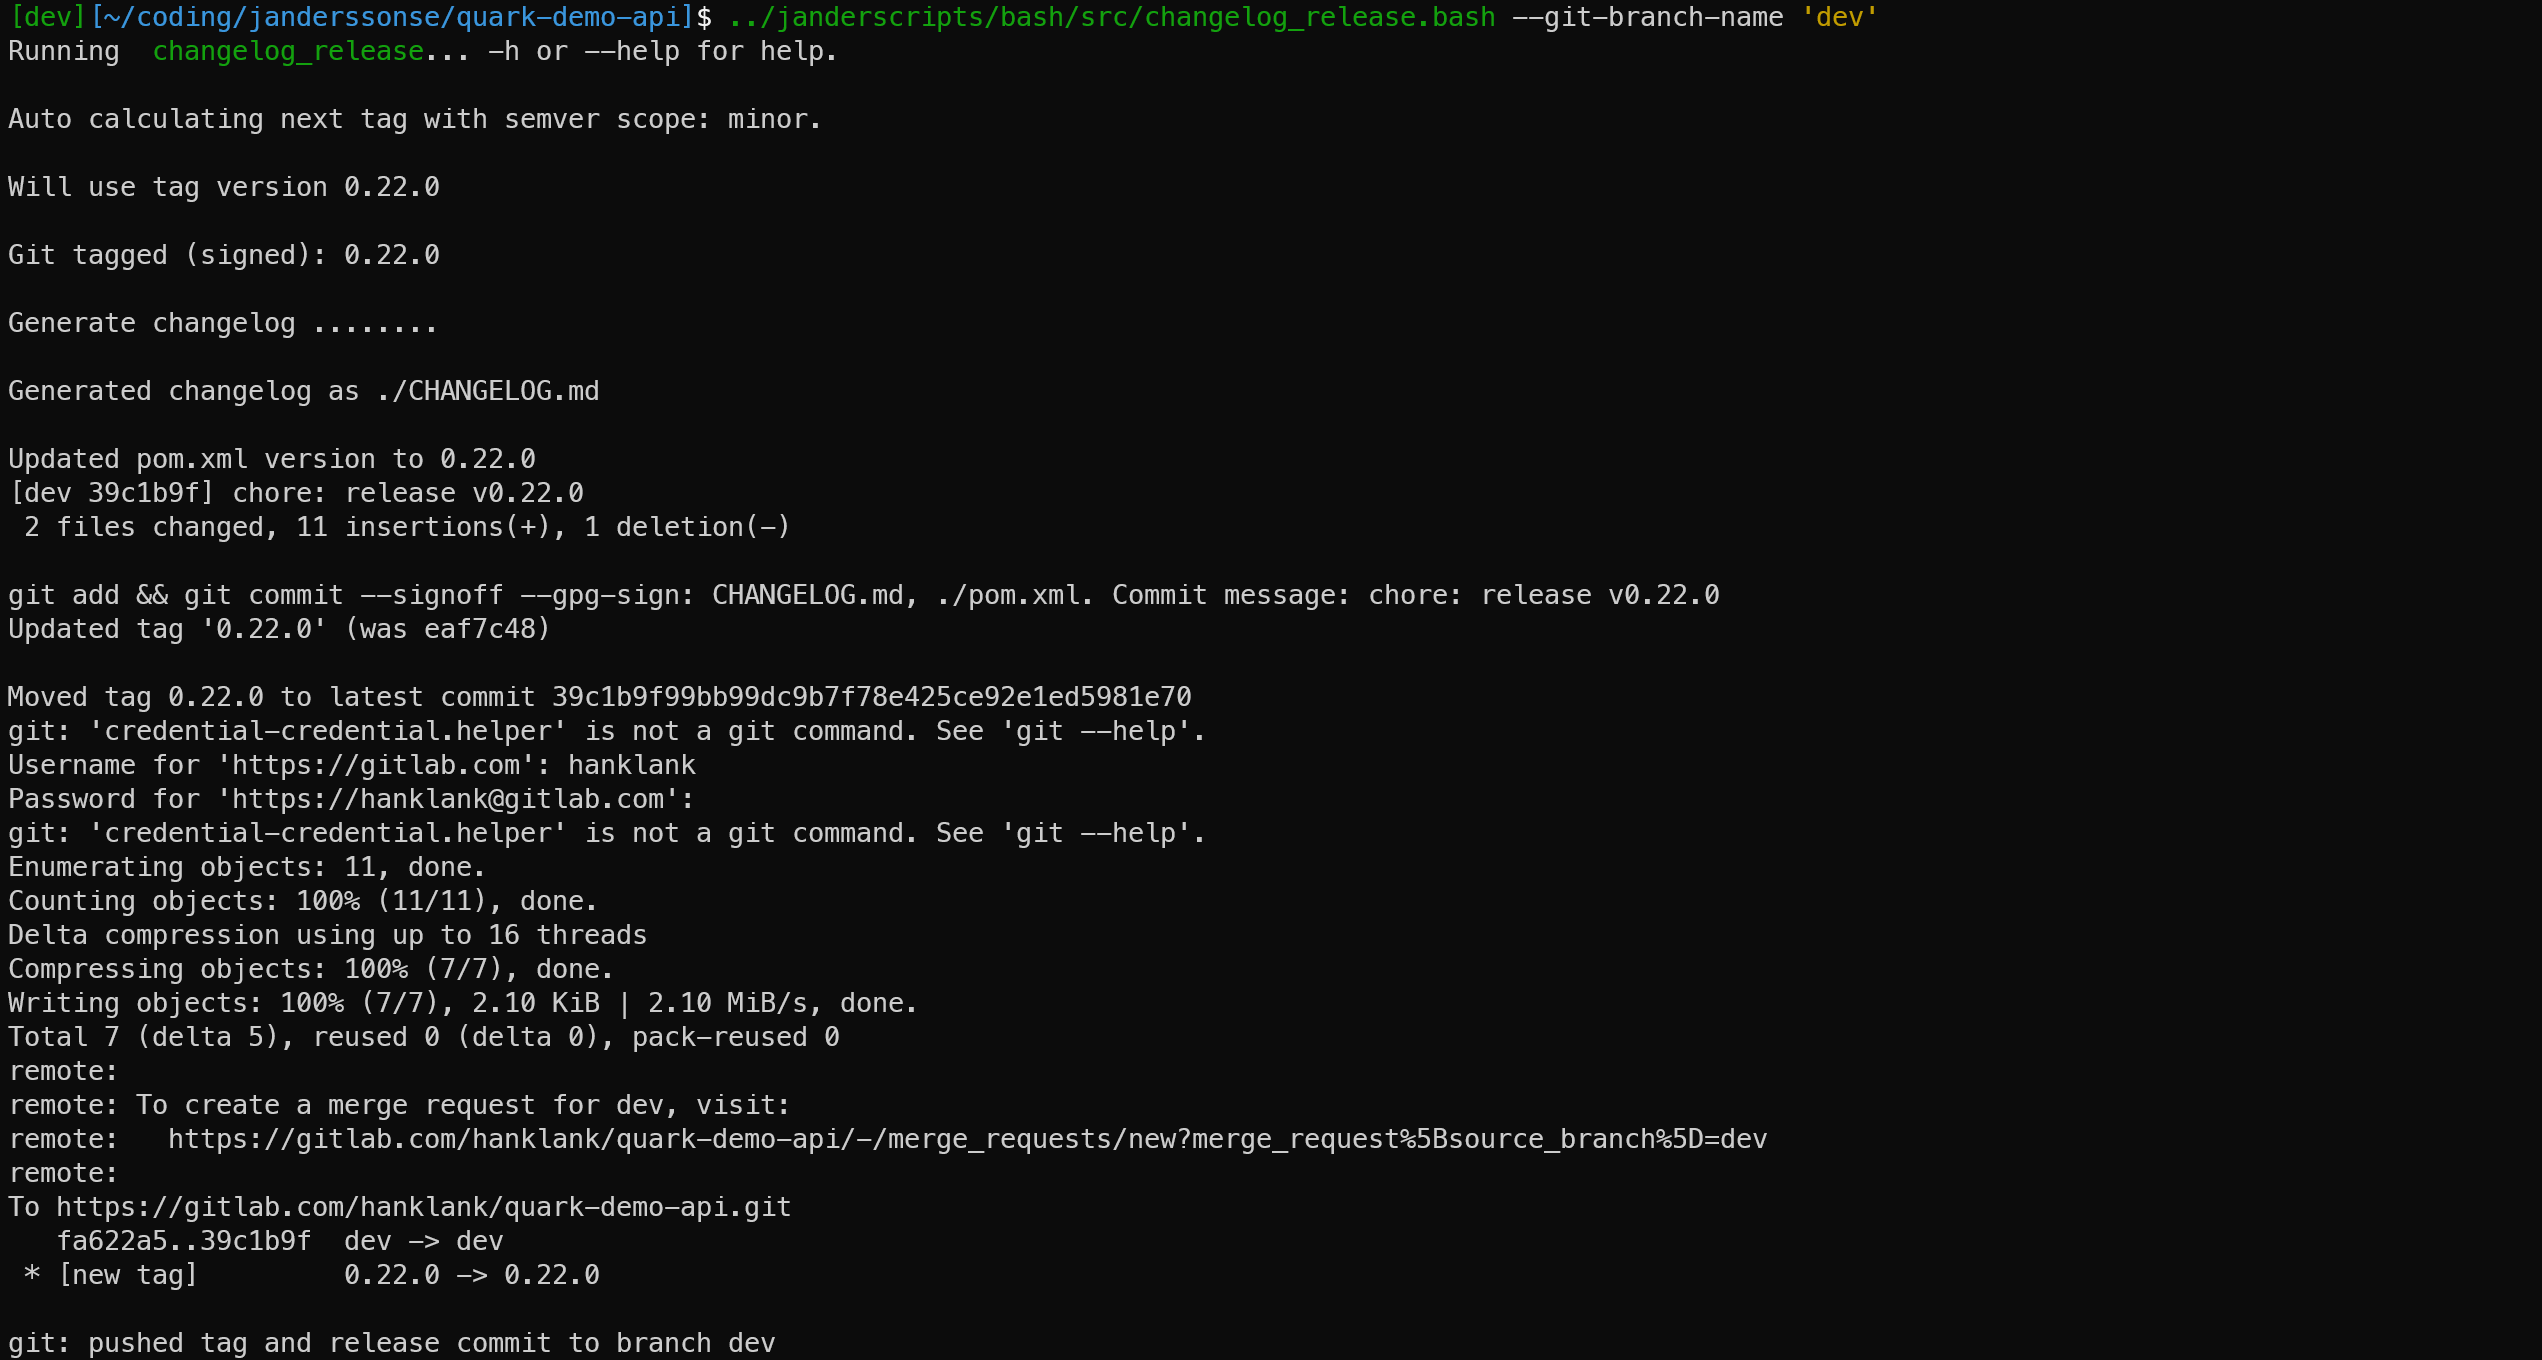 [dev][~/coding/janderssonse/quark-demo-api]$ ../janderscripts/bash/src/changelog_release.bash --git-branch-name 'dev'
Running  changelog_release... -h or --help for help.
Auto calculating next tag with semver scope: minor.
Will use tag version 0.22.0
Git tagged (signed): 0.22.0
Generate changelog ........
Generated changelog as ./CHANGELOG.md
Updated pom.xml version to 0.22.0
[dev 39c1b9f] chore: release v0.22.0
 2 files changed, 11 insertions(+), 1 deletion(-)
git add && git commit --signoff --gpg-sign: CHANGELOG.md, ./pom.xml. Commit message: chore: release v0.22.0
Updated tag '0.22.0' (was eaf7c48)
Moved tag 0.22.0 to latest commit 39c1b9f99bb99dc9b7f78e425ce92e1ed5981e70
git: 'credential-credential.helper' is not a git command. See 'git --help'.
Username for 'https://gitlab.com': hanklank
Password for 'https://hanklank@gitlab.com':
git: 'credential-credential.helper' is not a git command. See 'git --help'.
Enumerating objects: 11, done.
Counting objects: 100% (11/11), done.
Delta compression using up to 16 threads
Compressing objects: 100% (7/7), done.
Writing objects: 100% (7/7), 2.10 KiB | 2.10 MiB/s, done.
Total 7 (delta 5), reused 0 (delta 0), pack-reused 0
remote:
remote: To create a merge request for dev, visit:
remote:   https://gitlab.com/hanklank/quark-demo-api/-/merge_requests/new?merge_request%5Bsource_branch%5D=dev
remote:
To https://gitlab.com/hanklank/quark-demo-api.git
   fa622a5..39c1b9f  dev -> dev
 * [new tag]         0.22.0 -> 0.22.0
git: pushed tag and release commit to branch dev